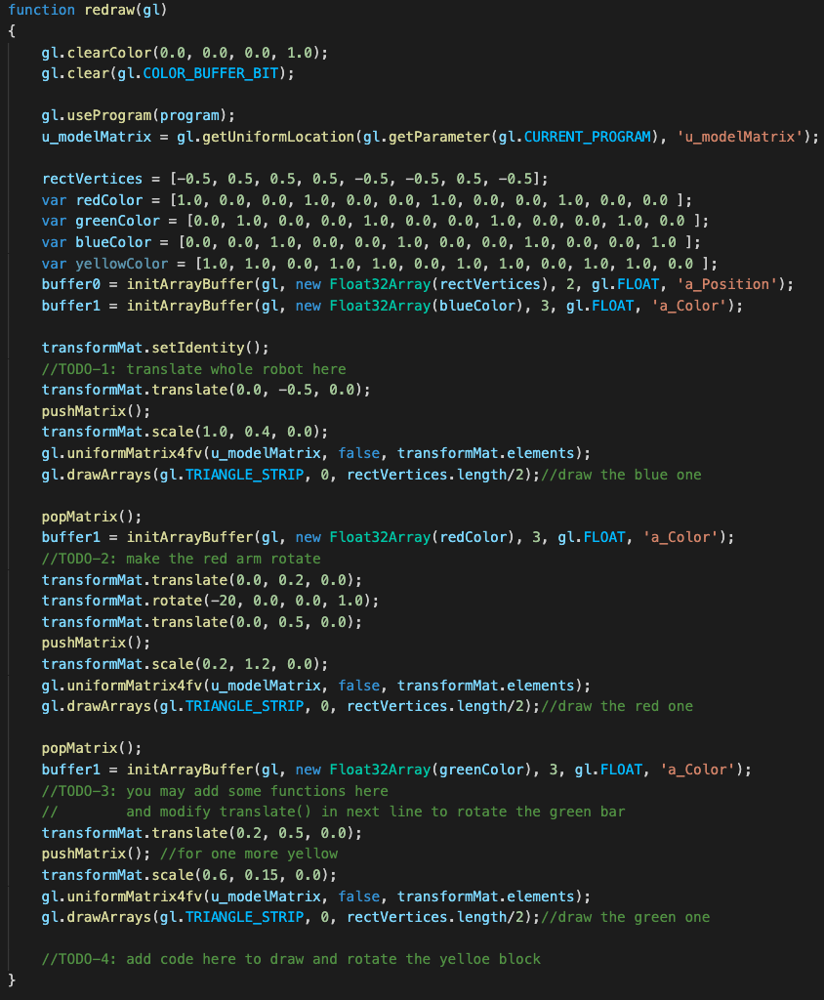 function redraw(gl)
{
    gl.clearColor(0.0, 0.0, 0.0, 1.0);
    gl.clear(gl.COLOR_BUFFER_BIT);

    gl.useProgram(program);
    u_modelMatrix = gl.getUniformLocation(gl.getParameter(gl.CURRENT_PROGRAM), 'u_modelMatrix');

    rectVertices = [-0.5, 0.5, 0.5, 0.5, -0.5, -0.5, 0.5, -0.5];
    var redColor = [1.0, 0.0, 0.0, 1.0, 0.0, 0.0, 1.0, 0.0, 0.0, 1.0, 0.0, 0.0 ];
    var greenColor = [0.0, 1.0, 0.0, 0.0, 1.0, 0.0, 0.0, 1.0, 0.0, 0.0, 1.0, 0.0 ];
    var blueColor = [0.0, 0.0, 1.0, 0.0, 0.0, 1.0, 0.0, 0.0, 1.0, 0.0, 0.0, 1.0 ];
    var yellowColor = [1.0, 1.0, 0.0, 1.0, 1.0, 0.0, 1.0, 1.0, 0.0, 1.0, 1.0, 0.0 ];
    buffer0 = initArrayBuffer(gl, new Float32Array(rectVertices), 2, gl.FLOAT, 'a_Position');
    buffer1 = initArrayBuffer(gl, new Float32Array(blueColor), 3, gl.FLOAT, 'a_Color');

    transformMat.setIdentity();
    //TODO-1: translate whole robot here
    transformMat.translate(0.0, -0.5, 0.0);
    pushMatrix();
    transformMat.scale(1.0, 0.4, 0.0);
    gl.uniformMatrix4fv(u_modelMatrix, false, transformMat.elements);
    gl.drawArrays(gl.TRIANGLE_STRIP, 0, rectVertices.length/2);//draw the blue one

    popMatrix();
    buffer1 = initArrayBuffer(gl, new Float32Array(redColor), 3, gl.FLOAT, 'a_Color');
    //TODO-2: make the red arm rotate
    transformMat.translate(0.0, 0.2, 0.0);
    transformMat.rotate(-20, 0.0, 0.0, 1.0);
    transformMat.translate(0.0, 0.5, 0.0);
    pushMatrix();
    transformMat.scale(0.2, 1.2, 0.0);
    gl.uniformMatrix4fv(u_modelMatrix, false, transformMat.elements);
    gl.drawArrays(gl.TRIANGLE_STRIP, 0, rectVertices.length/2);//draw the red one

    popMatrix();
    buffer1 = initArrayBuffer(gl, new Float32Array(greenColor), 3, gl.FLOAT, 'a_Color');
    //TODO-3: you may add some functions here
    //        and modify translate() in next line to rotate the green bar
    transformMat.translate(0.2, 0.5, 0.0);
    pushMatrix(); //for one more yellow
    transformMat.scale(0.6, 0.15, 0.0);
    gl.uniformMatrix4fv(u_modelMatrix, false, transformMat.elements);
    gl.drawArrays(gl.TRIANGLE_STRIP, 0, rectVertices.length/2);//draw the green one

    //TODO-4: add code here to draw and rotate the yelloe block
}